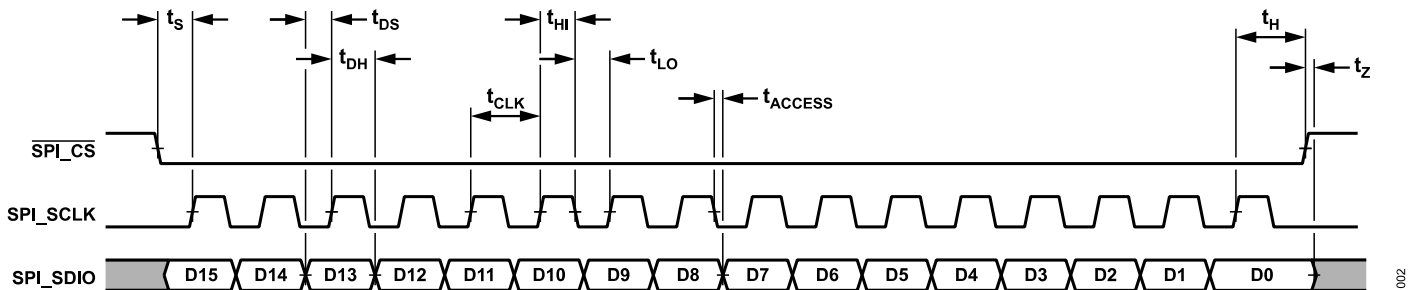 tS tDS tHI tH
tDH tLO tZ
tCLK tACCESS
SPI_CS
SPI_SCLK
SPI_SDIO D15 D14 D13 D12 D11 D10 D9 D8 D7 D6 D5 D4 D3 D2 D1 D0
002